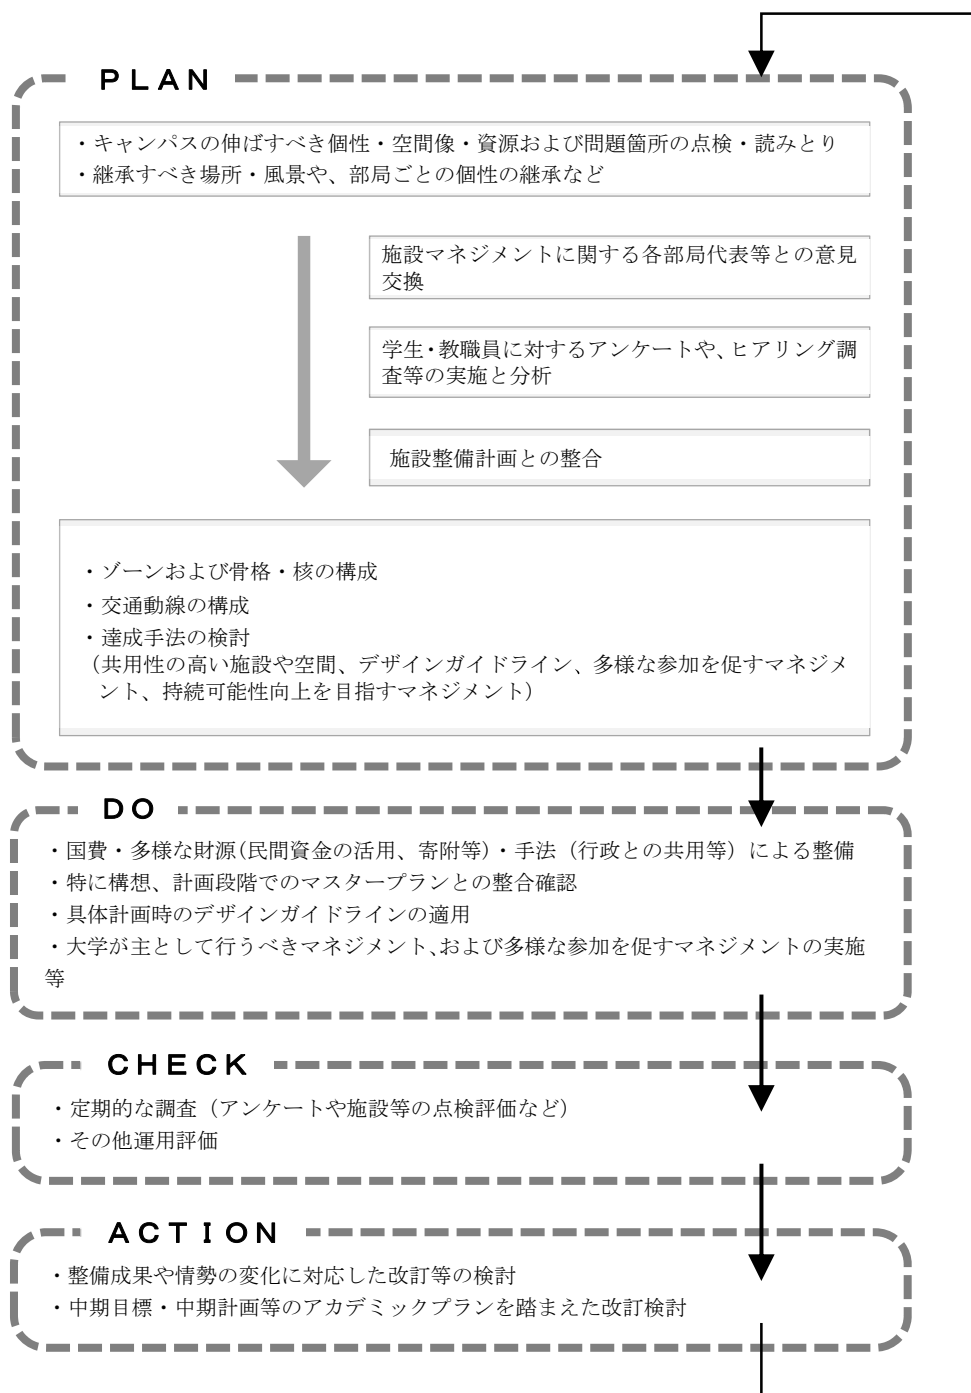 PLAN
・キャンパスの伸ばすべき個性・空間像・資源および問題箇所の点検・読みとり
・継承すべき場所・風景や、部局ごとの個性の継承など
施設マネジメントに関する各部局代表等との意見
交換
学生・教職員に対するアンケートや、ヒアリング調
査等の実施と分析
施設整備計画との整合
・ゾーンおよび骨格・核の構成
・交通動線の構成
・達成手法の検討
（共用性の高い施設や空間、デザインガイドライン、多様な参加を促すマネジメ
ント、持続可能性向上を目指すマネジメント）
DO
・国費・多様な財源(民間資金の活用、寄附等)・手法（行政との共用等）による整備
・特に構想、計画段階でのマスタープランとの整合確認
・具体計画時のデザインガイドラインの適用
・大学が主として行うべきマネジメント、および多様な参加を促すマネジメントの実施
等
CHECK
・定期的な調査（アンケートや施設等の点検評価など）
・その他運用評価
ACTION
・整備成果や情勢の変化に対応した改訂等の検討
・中期目標・中期計画等のアカデミックプランを踏まえた改訂検討